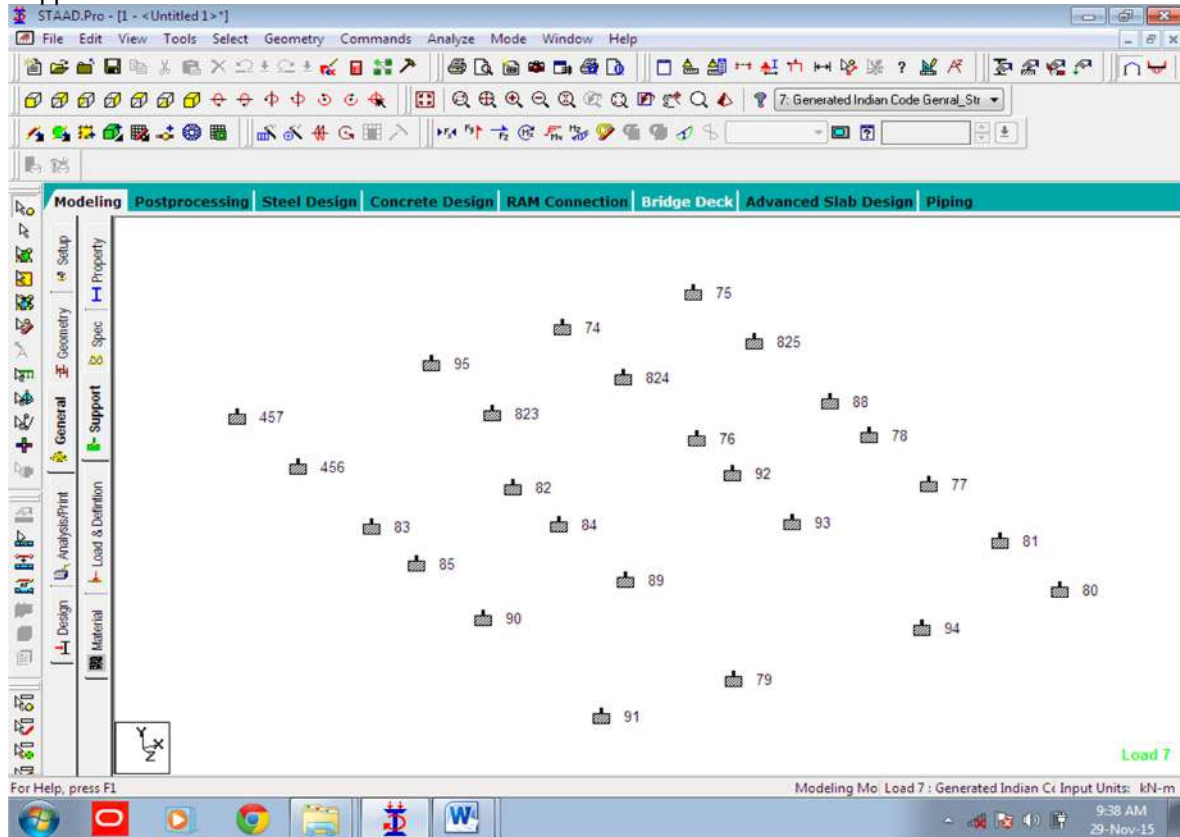 STAAD.Pro - [1 - <Untitled 1>*]
File Edit View Tools Select Geometry Commands Analyze Mode Window Help
7: Generated Indian Code Genral_Str
Modeling Postprocessing Steel Design Concrete Design RAM Connection Bridge Deck Advanced Slab Design Piping
Setup
Geometry
General
Analysis/Print
Design
Property
Spec
Support
Load & Definition
Material
75
74
825
95
824
88
457
823
76
78
456
92
77
82
83
84
93
81
85
89
80
90
94
79
91
Y
X
Z
Load 7
For Help, press F1
Modeling Mo Load 7 : Generated Indian Cc Input Units: kN-m
9:38 AM
29-Nov-15